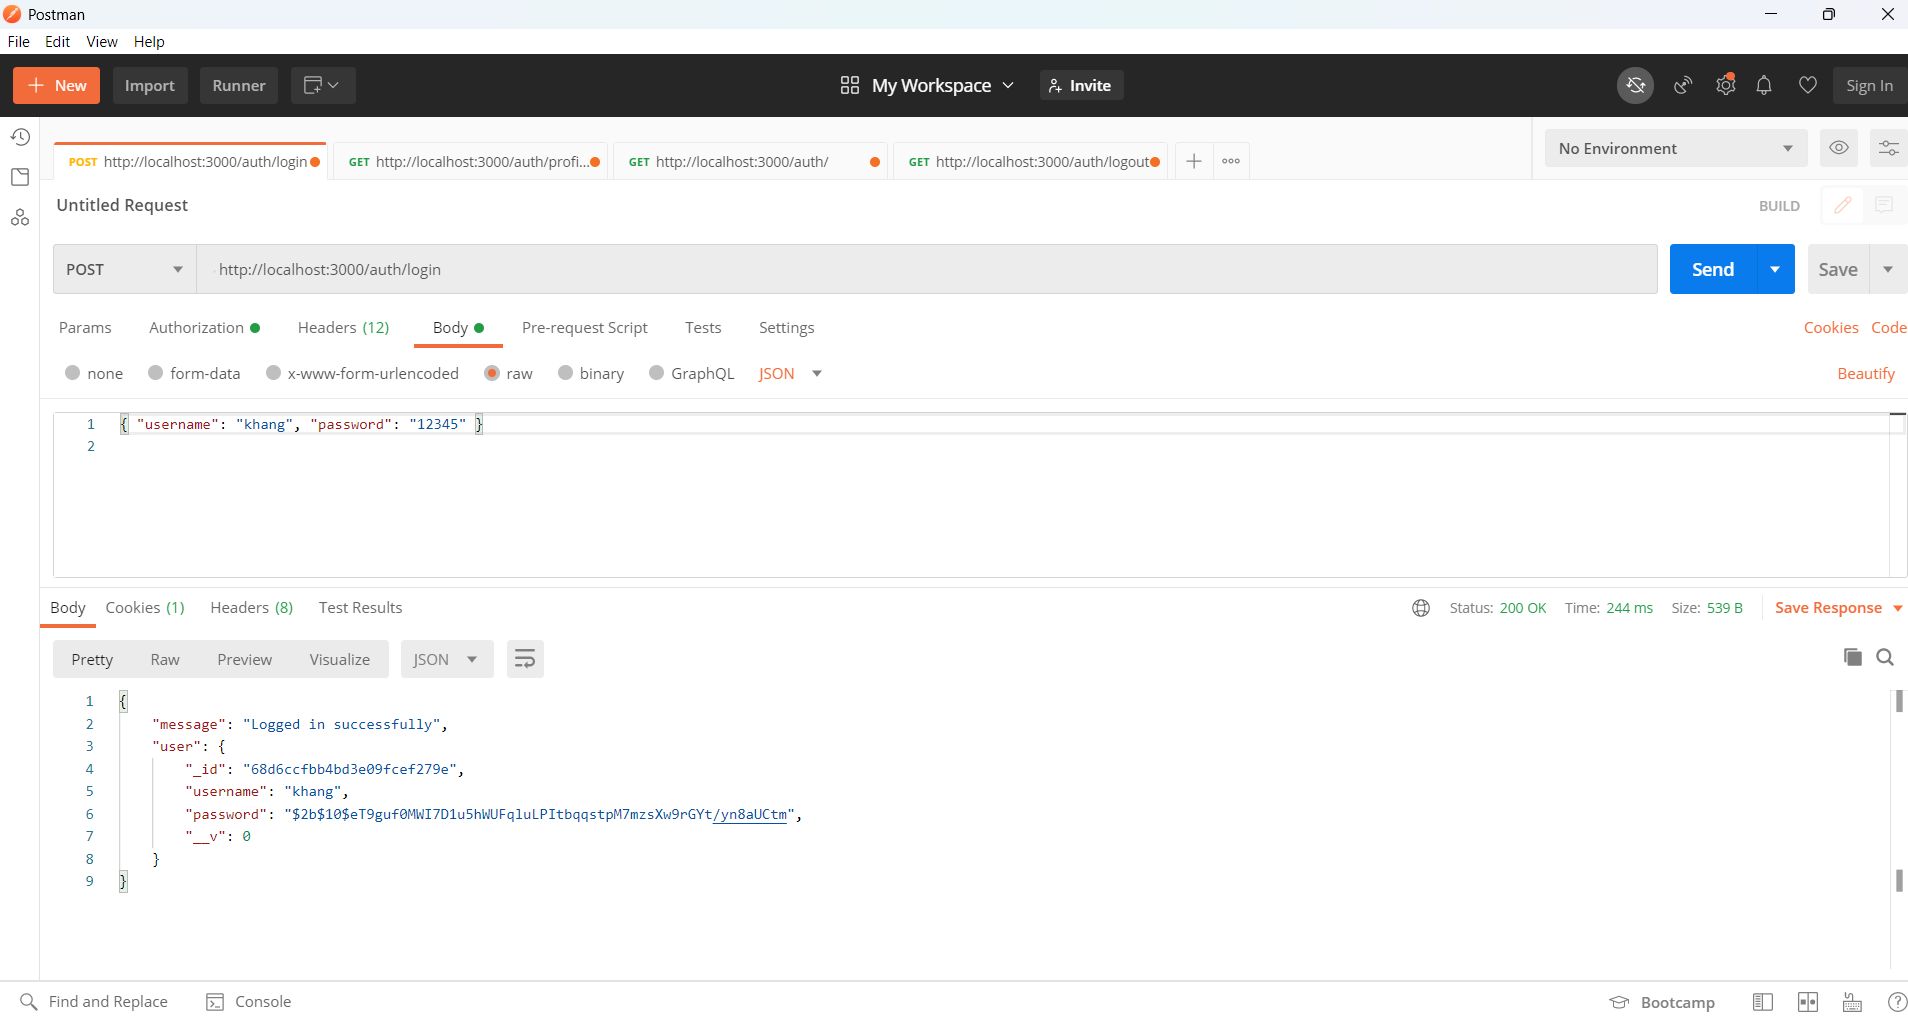 Postman
File Edit View Help
New Import Runner My Workspace Invite Sign In
POST http://localhost:3000/auth/login GET http://localhost:3000/auth/profi... GET http://localhost:3000/auth/ GET http://localhost:3000/auth/logout No Environment
Untitled Request BUILD
POST http://localhost:3000/auth/login Send Save
Params Authorization Headers (12) Body Pre-request Script Tests Settings Cookies Code
none form-data x-www-form-urlencoded raw binary GraphQL JSON Beautify
1 { "username": "khang", "password": "12345" }
2
Body Cookies (1) Headers (8) Test Results Status: 200 OK Time: 244 ms Size: 539 B Save Response
Pretty Raw Preview Visualize JSON
1 {
2 "message": "Logged in successfully",
3 "user": {
4 "_id": "68d6ccfbb4bd3e09fcef279e",
5 "username": "khang",
6 "password": "$2b$10$eT9guf0MWI7D1u5hWUFqluLPItbqqstpM7mzsXw9rGYt/yn8aUCtm",
7 "__v": 0
8 }
9 }
Find and Replace Console Bootcamp